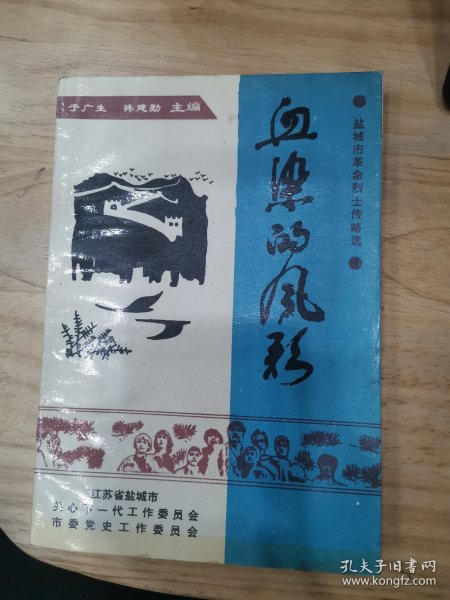 于广生 韩建勋 主编
血染的风彩
盐城市革命烈士传略选
江苏省盐城市
关心下一代工作委员会
市委党史工作委员会
孔夫子旧书网
www.kongfz.com